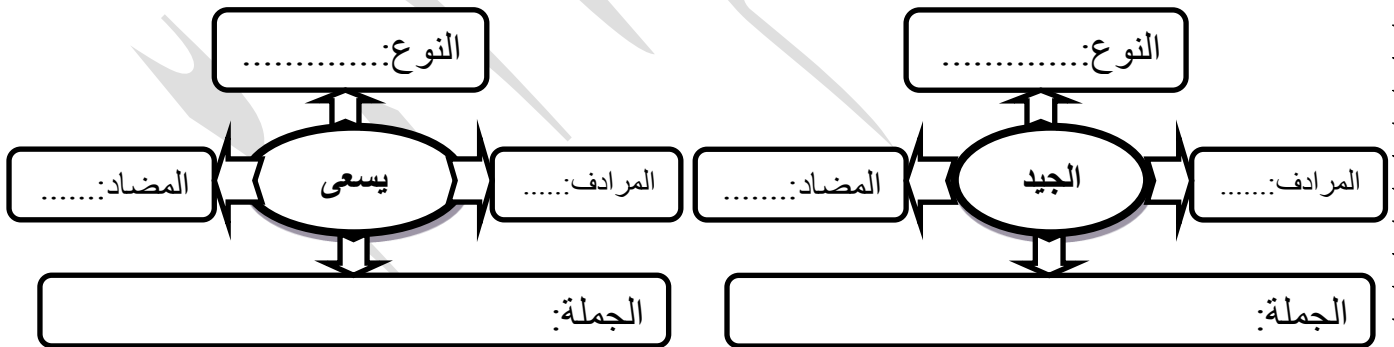 النوع:..............
المرادف:......
الجيد
المضاد:........
الجملة:
النوع:..............
المرادف:.....
يسعى
المضاد:.......
الجملة: